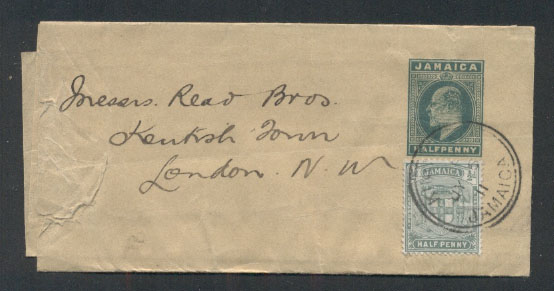 JAMAICA
HALFPENNY
Messrs. Read Bros.
Kentish Town
London. N. W
JAMAICA
HALF PENNY
JAMAICA